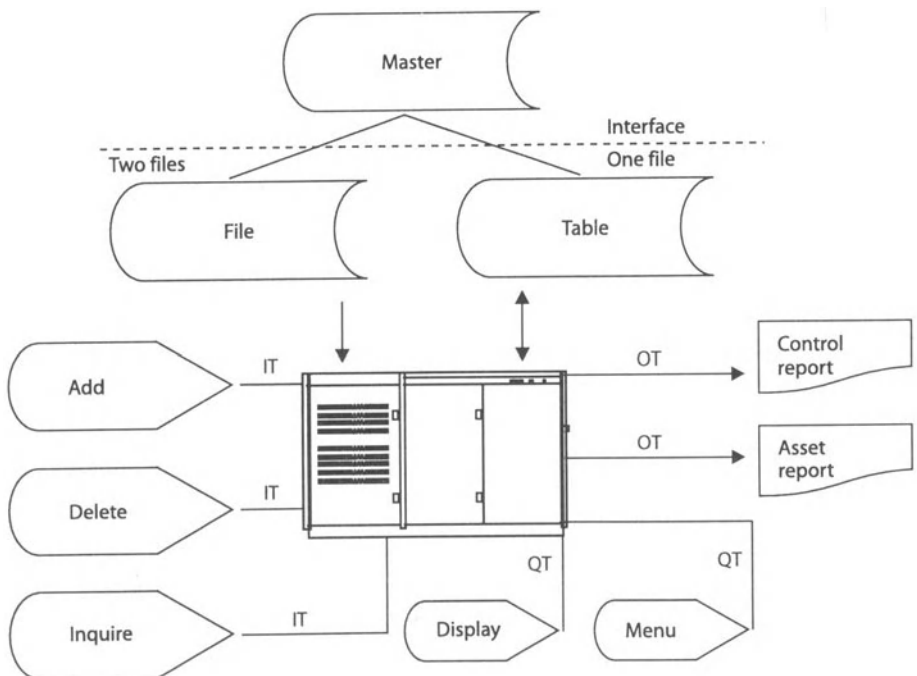 Master
Interface
Two files
One file
File
Table
Add
IT
OT
Control
report
Delete
IT
OT
Asset
report
Inquire
IT
Display
QT
Menu
QT